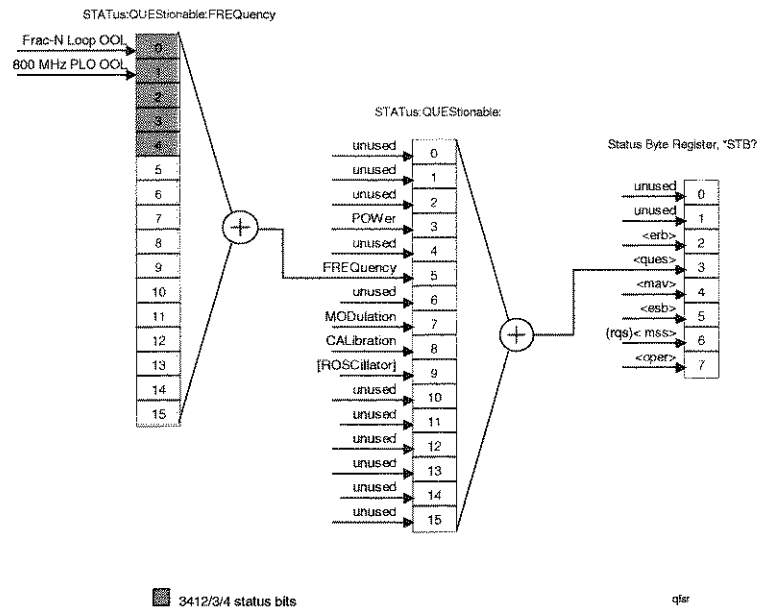 STATus:QUEStionable:FREQuency
Frac-N Loop OOL
800 MHz PLO OOL
0
1
2
3
4
5
6
7
8
9
10
11
12
13
14
15
+
STATus:QUEStionable:
unused 0
unused 1
unused 2
POWer 3
unused 4
FREQuency 5
unused 6
MODulation 7
CALibration 8
[ROSCillator] 9
unused 10
unused 11
unused 12
unused 13
unused 14
unused 15
+
Status Byte Register, *STB?
unused 0
unused 1
<erb> 2
<ques> 3
<mav> 4
<esb> 5
(rqs)< mss> 6
<oper> 7
3412/3/4 status bits
qfsr